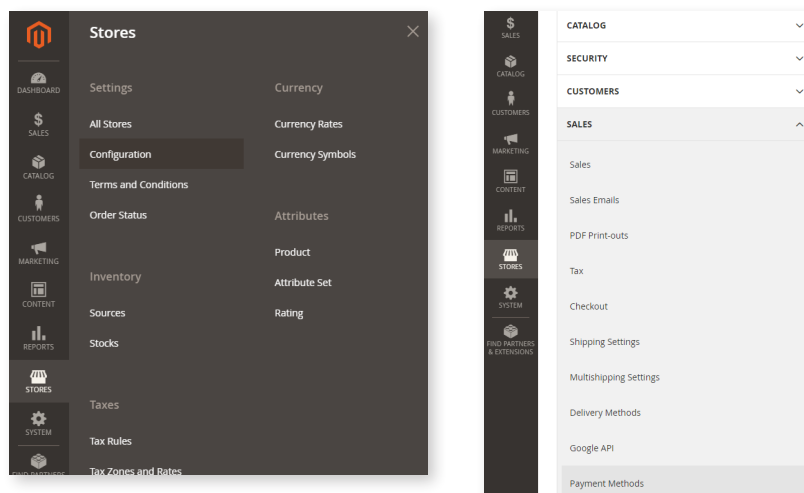 Stores
DASHBOARD
SALES
CATALOG
CUSTOMERS
MARKETING
CONTENT
REPORTS
STORES
SYSTEM
FIND PARTNERS
Settings
All Stores
Configuration
Terms and Conditions
Order Status
Inventory
Sources
Stocks
Taxes
Tax Rules
Tax Zones and Rates
Currency
Currency Rates
Currency Symbols
Attributes
Product
Attribute Set
Rating
SALES
CATALOG
CUSTOMERS
MARKETING
CONTENT
REPORTS
STORES
SYSTEM
FIND PARTNERS
& EXTENSIONS
CATALOG
SECURITY
CUSTOMERS
SALES
Sales
Sales Emails
PDF Print-outs
Tax
Checkout
Shipping Settings
Multishipping Settings
Delivery Methods
Google API
Payment Methods